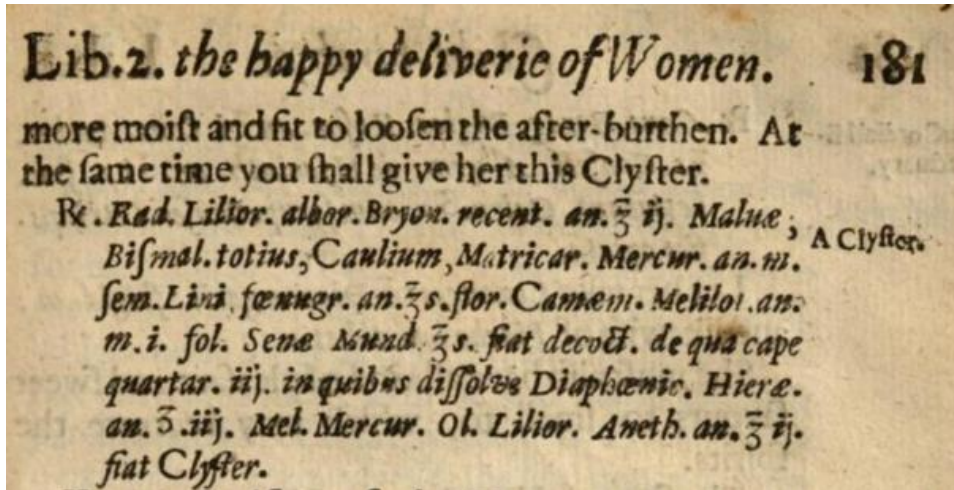 Lib.2. the happy deliverie of Women. 181
more moiſt and fit to looſen the after-burthen. At
the ſame time you ſhall give her this Clyſter.
℞. Rad. Lilior. albor. Bryon. recent. an. ℥ ij. Maluæ,
A Clyſter.
Biſmal. totius, Caulium, Matricar. Mercur. an. m.
ſem. Lini fœnugr. an. ℥ s. flor. Camæm. Melilot. an.
m. i. fol. Senæ Mund. ℥ s. fiat decoct. de qua cape
quartar. iij. in quibus diſſolve Diaphœnic. Hieræ.
an. ℥.iij. Mel. Mercur. Ol. Lilior. Aneth. an. ℥ ij.
fiat Clyſter.